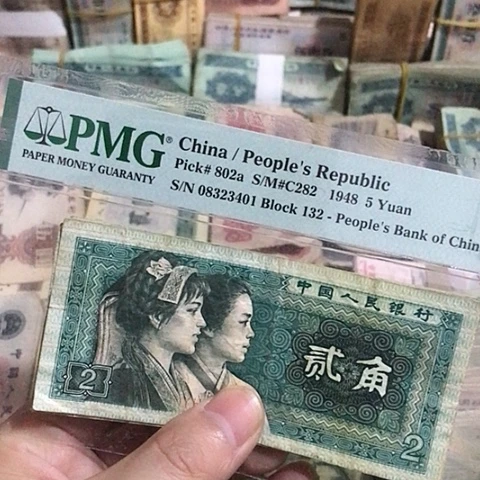 PMG®
PAPER MONEY GUARANTY
China / People's Republic
Pick# 802a S/M#C282 1948 5 Yuan
S/N 08323401 Block 132 - People's Bank of Chin
中国人民银行
贰角
2
2